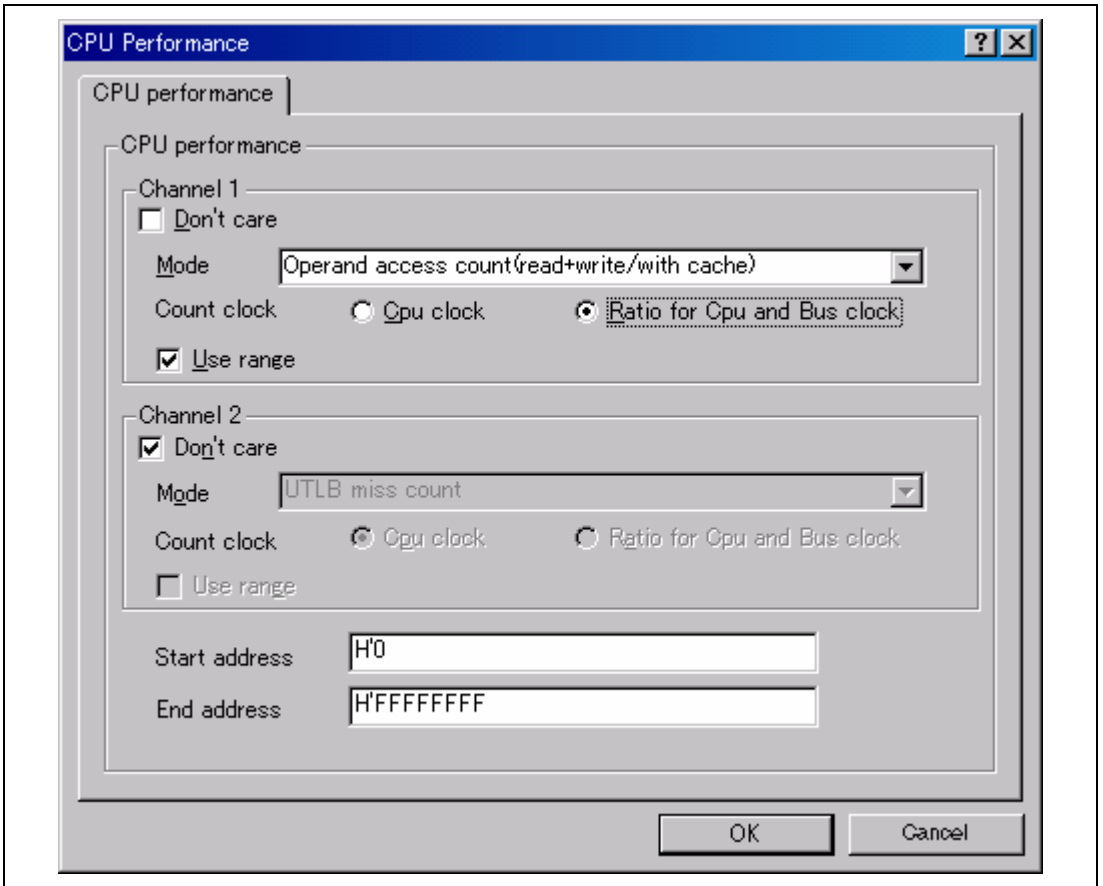 CPU Performance
CPU performance
CPU performance
Channel 1
Don't care
Mode Operand access count(read+write/with cache)
Count clock Cpu clock Ratio for Cpu and Bus clock
Use range
Channel 2
Don't care
Mode UTLB miss count
Count clock Cpu clock Ratio for Cpu and Bus clock
Use range
Start address H'0
End address H'FFFFFFFF
OK Cancel